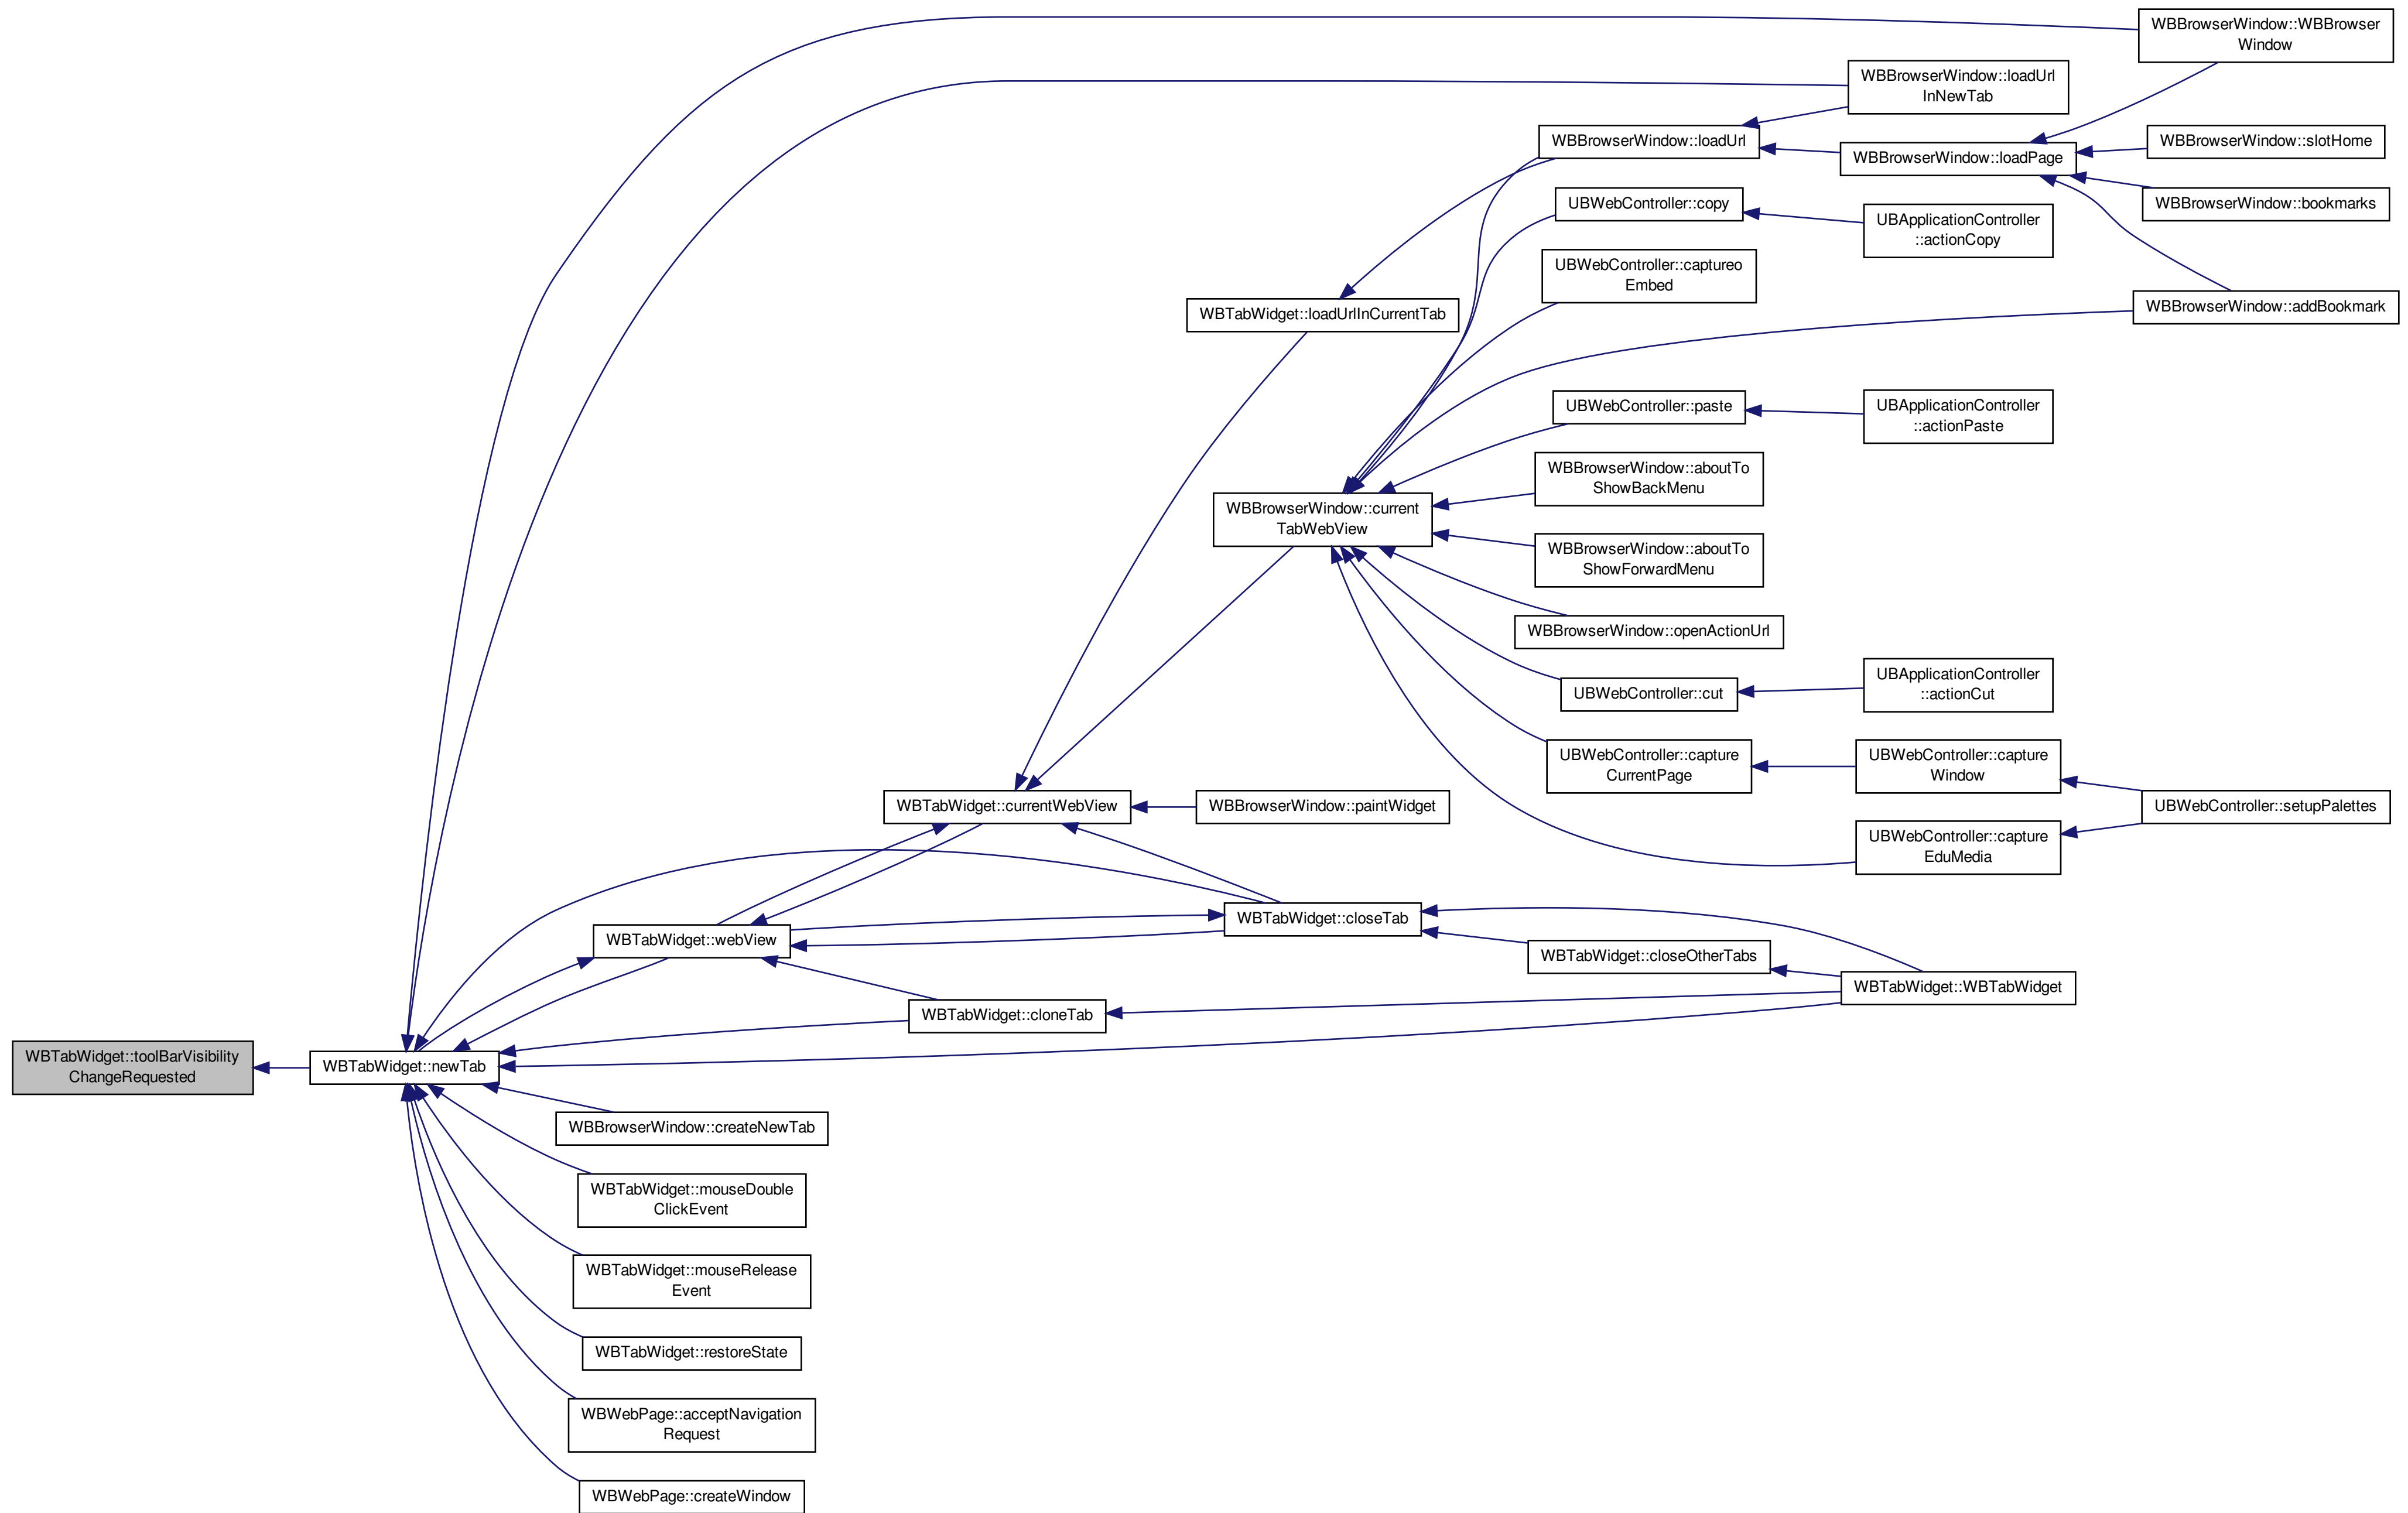 WBBrowserWindow::WBBrowser
Window
WBBrowserWindow::loadUrl
InNewTab
WBBrowserWindow::loadUrl
WBBrowserWindow::loadPage
WBBrowserWindow::slotHome
WBBrowserWindow::bookmarks
UBWebController::copy
UBApplicationController
::actionCopy
UBWebController::captureo
Embed
WBTabWidget::loadUrlInCurrentTab
WBBrowserWindow::addBookmark
UBWebController::paste
UBApplicationController
::actionPaste
WBBrowserWindow::aboutTo
ShowBackMenu
WBBrowserWindow::current
TabWebView
WBBrowserWindow::aboutTo
ShowForwardMenu
WBBrowserWindow::openActionUrl
UBWebController::cut
UBApplicationController
::actionCut
UBWebController::capture
CurrentPage
UBWebController::capture
Window
WBTabWidget::currentWebView
WBBrowserWindow::paintWidget
UBWebController::setupPalettes
UBWebController::capture
EduMedia
WBTabWidget::closeTab
WBTabWidget::webView
WBTabWidget::closeOtherTabs
WBTabWidget::WBTabWidget
WBTabWidget::cloneTab
WBTabWidget::toolBarVisibility
ChangeRequested
WBTabWidget::newTab
WBBrowserWindow::createNewTab
WBTabWidget::mouseDouble
ClickEvent
WBTabWidget::mouseRelease
Event
WBTabWidget::restoreState
WBWebPage::acceptNavigation
Request
WBWebPage::createWindow